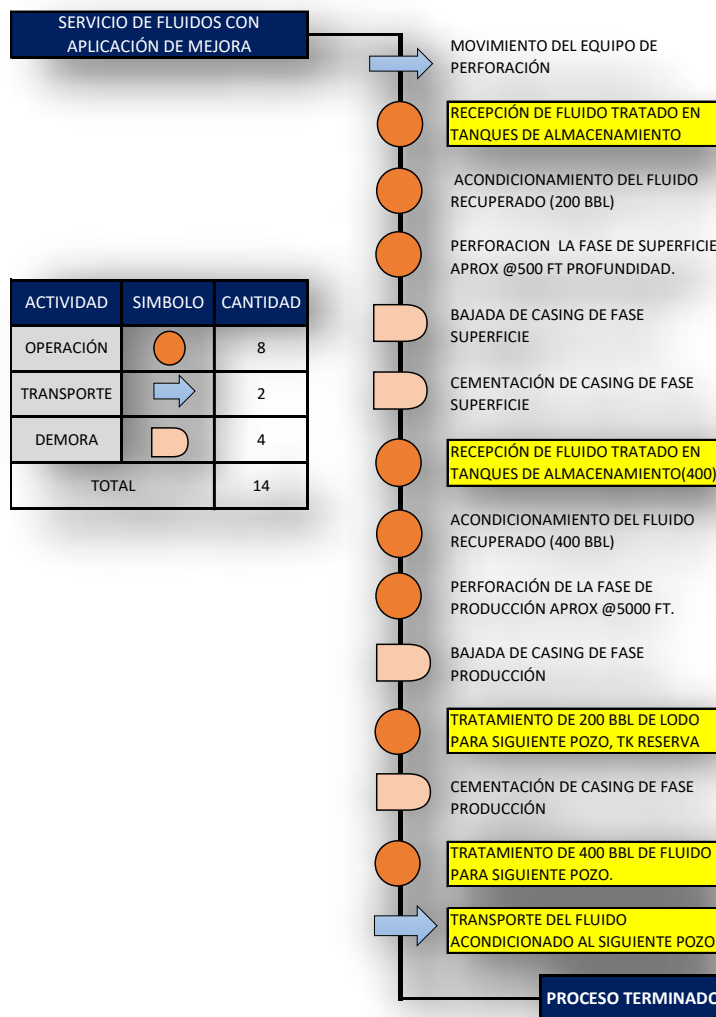 SERVICIO DE FLUIDOS CON
APLICACIÓN DE MEJORA
MOVIMIENTO DEL EQUIPO DE
PERFORACIÓN
RECEPCIÓN DE FLUIDO TRATADO EN
TANQUES DE ALMACENAMIENTO
ACONDICIONAMIENTO DEL FLUIDO
RECUPERADO (200 BBL)
PERFORACION LA FASE DE SUPERFICIE
APROX @500 FT PROFUNDIDAD.
ACTIVIDAD SIMBOLO CANTIDAD
OPERACIÓN 8
TRANSPORTE 2
DEMORA 4
TOTAL 14
BAJADA DE CASING DE FASE
SUPERFICIE
CEMENTACIÓN DE CASING DE FASE
SUPERFICIE
RECEPCIÓN DE FLUIDO TRATADO EN
TANQUES DE ALMACENAMIENTO(400)
ACONDICIONAMIENTO DEL FLUIDO
RECUPERADO (400 BBL)
PERFORACIÓN DE LA FASE DE
PRODUCCIÓN APROX @5000 FT.
BAJADA DE CASING DE FASE
PRODUCCIÓN
TRATAMIENTO DE 200 BBL DE LODO
PARA SIGUIENTE POZO, TK RESERVA
CEMENTACIÓN DE CASING DE FASE
PRODUCCIÓN
TRATAMIENTO DE 400 BBL DE FLUIDO
PARA SIGUIENTE POZO.
TRANSPORTE DEL FLUIDO
ACONDICIONADO AL SIGUIENTE POZO
PROCESO TERMINADO